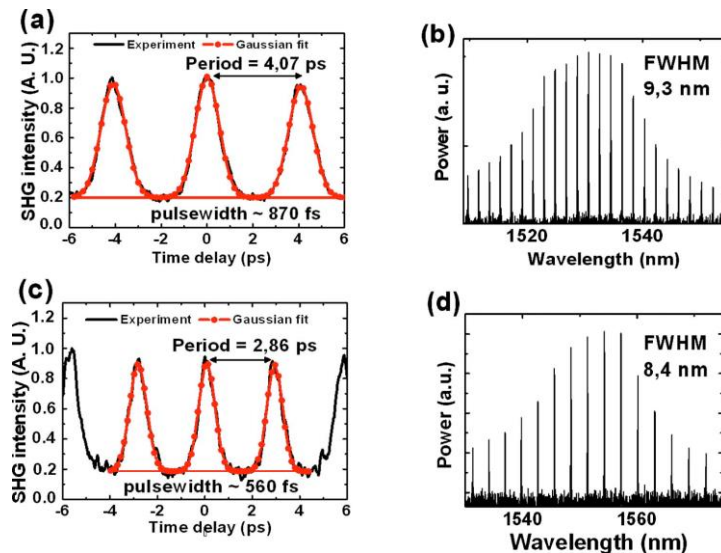 (a)
SHG intensity (A. U.)
1.2
1.0
0.8
0.6
0.4
0.2
0.0
Experiment
Gaussian fit
Period = 4,07 ps
pulsewidth ~ 870 fs
-6 -4 -2 0 2 4 6
Time delay (ps)
(b)
Power (a. u.)
FWHM
9,3 nm
1520 1540
Wavelength (nm)
(c)
SHG intensity (A. U.)
1.2
1.0
0.8
0.6
0.4
0.2
0.0
Experiment
Gaussian fit
Period = 2,86 ps
pulsewidth ~ 560 fs
-6 -4 -2 0 2 4 6
Time delay (ps)
(d)
Power (a.u.)
FWHM
8,4 nm
1540 1560
Wavelength (nm)